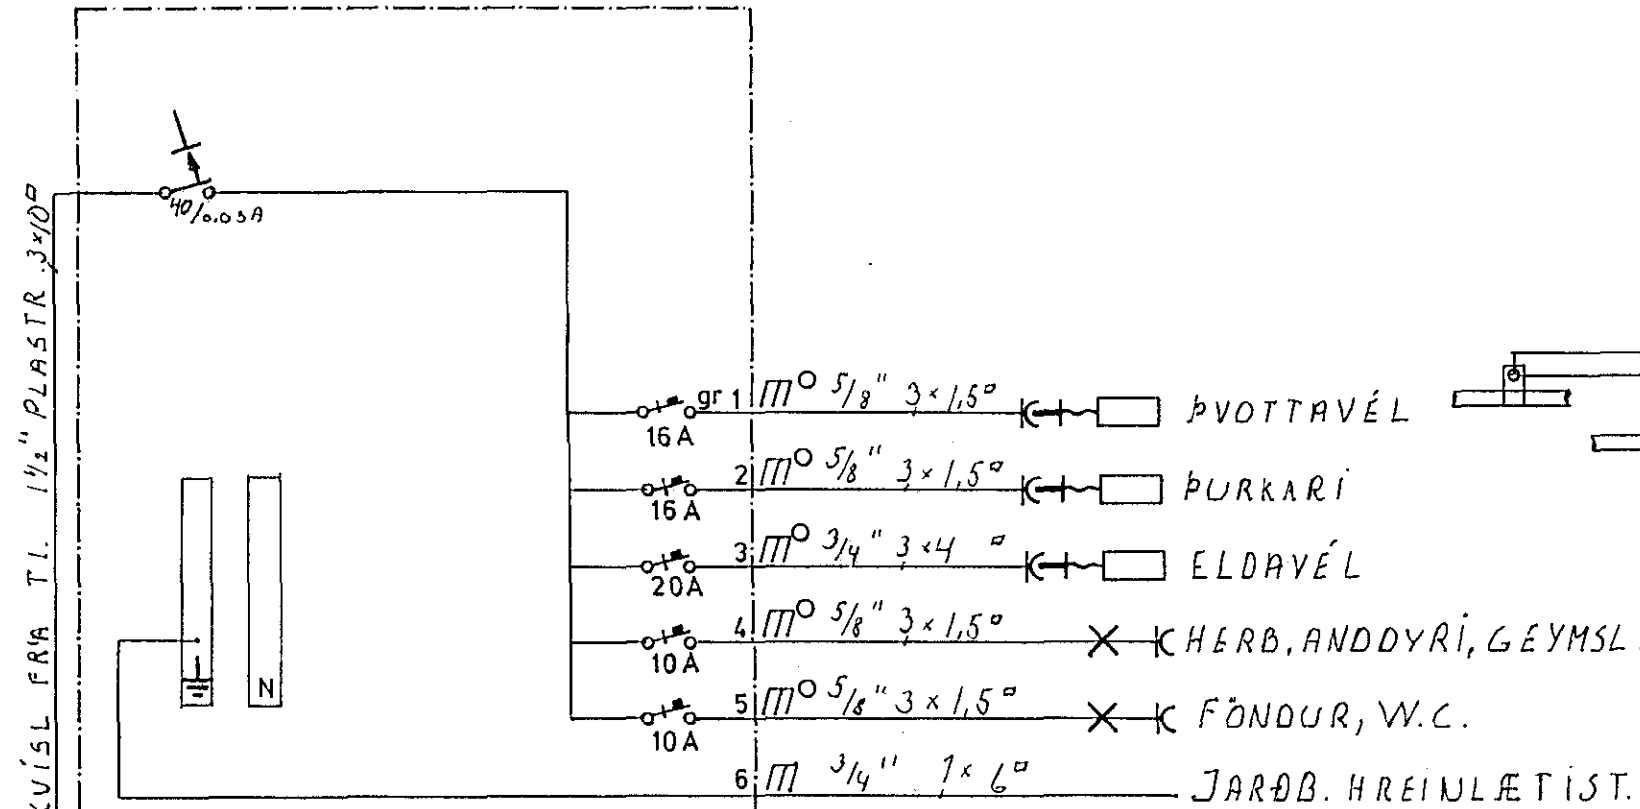 KVÍSL FRÁ T.L. 1½" PLASTR. 3×10▫
40/0.03A
gr 1 m° 5/8" 3×1,5▫ ÞVOTTAVÉL
16 A
2 m° 5/8" 3×1,5▫ ÞURKARI
16 A
3 m° 3/4" 3×4 ▫ ELDAVÉL
20 A
4 m° 5/8" 3×1,5▫ HERB, ANDDYRI, GEYMSL.
10 A
5 m° 5/8" 3×1,5▫ FÖNDUR, W.C.
10 A
N
6 m 3/4" 1×6▫ JARÐB. HREINLÆTIST.